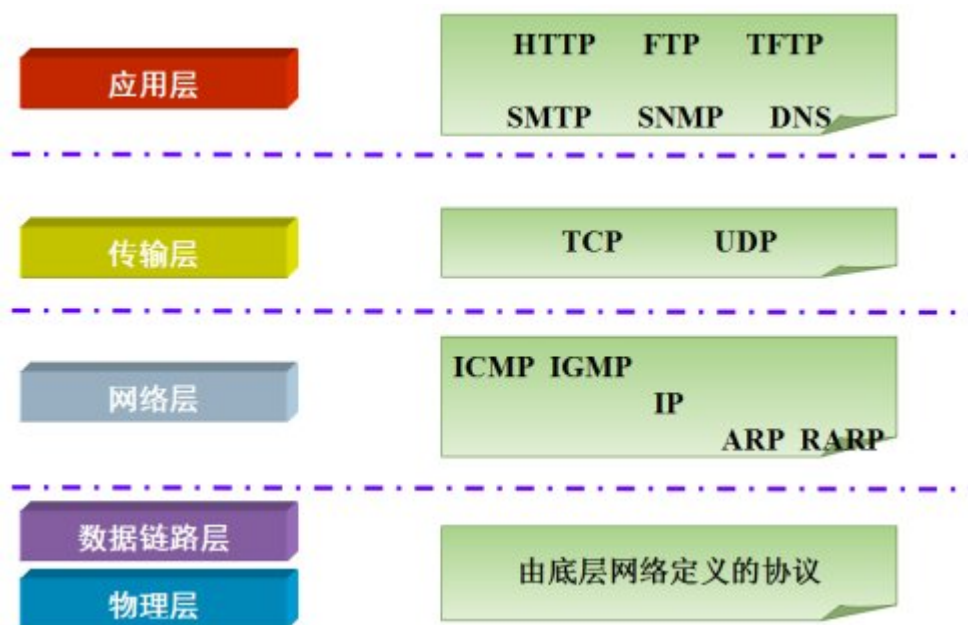 应用层
HTTP FTP TFTP
SMTP SNMP DNS
传输层
TCP UDP
网络层
ICMP IGMP
IP
ARP RARP
数据链路层
物理层
由底层网络定义的协议